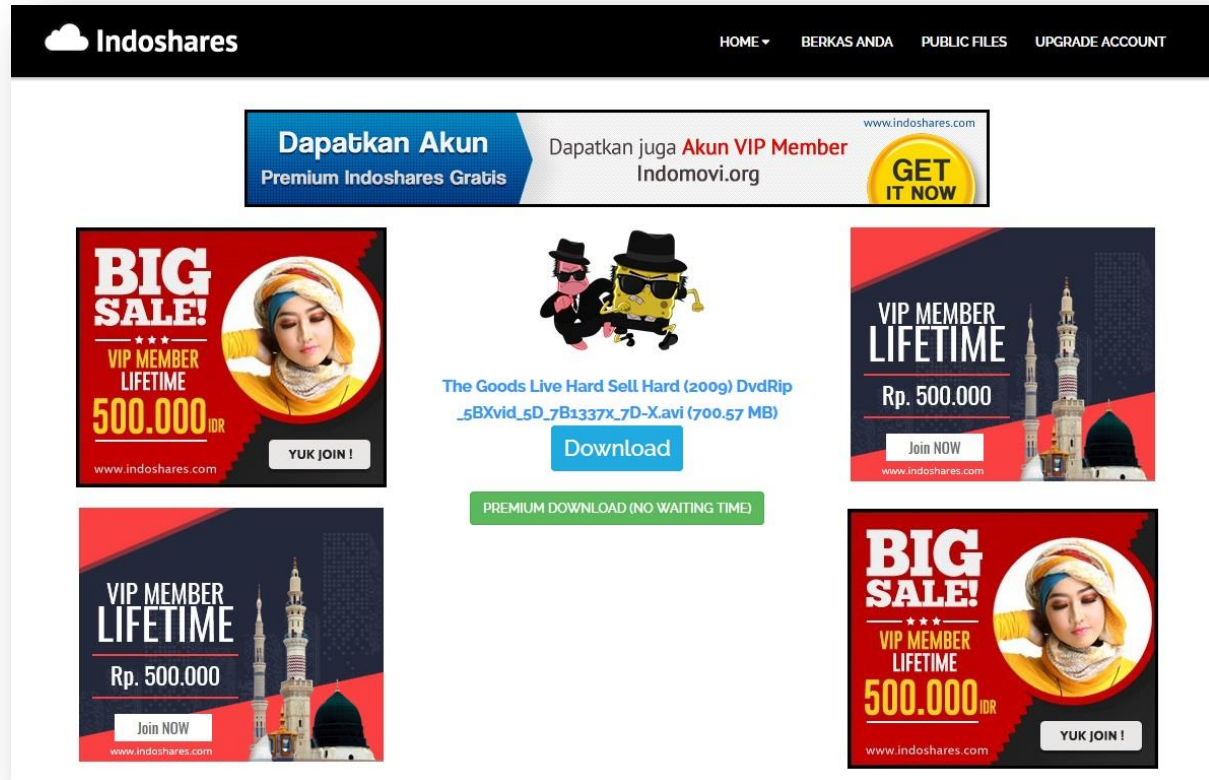 Indoshares
HOME
BERKAS ANDA
PUBLIC FILES
UPGRADE ACCOUNT
Dapatkan Akun
Premium Indoshares Gratis
Dapatkan juga Akun VIP Member
Indomovi.org
www.indoshares.com
GET
IT NOW
BIG
SALE!
VIP MEMBER
LIFETIME
500.000 IDR
YUK JOIN !
www.indoshares.com
The Goods Live Hard Sell Hard (2009) DvdRip
_5BXvid_5D_7B1337x_7D-X.avi (700.57 MB)
Download
PREMIUM DOWNLOAD (NO WAITING TIME)
VIP MEMBER
LIFETIME
Rp. 500.000
Join NOW
www.indoshares.com
VIP MEMBER
LIFETIME
Rp. 500.000
Join NOW
www.indoshares.com
BIG
SALE!
VIP MEMBER
LIFETIME
500.000 IDR
YUK JOIN !
www.indoshares.com